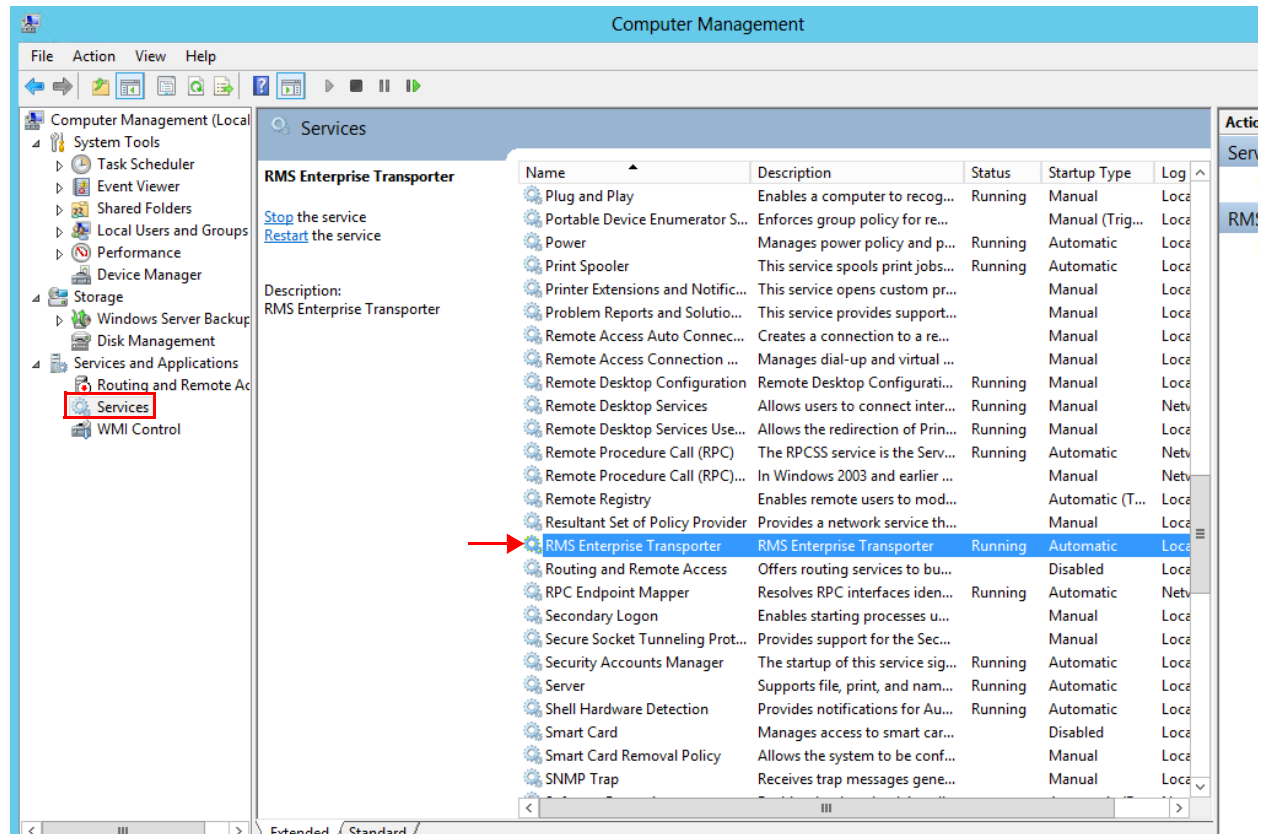 Computer Management
File Action View Help
Computer Management (Local
System Tools
Task Scheduler
Event Viewer
Shared Folders
Local Users and Groups
Performance
Device Manager
Storage
Windows Server Backup
Disk Management
Services and Applications
Routing and Remote Ac
Services
WMI Control
Services
RMS Enterprise Transporter
Stop the service
Restart the service
Description:
RMS Enterprise Transporter
Name Description Status Startup Type Log
Plug and Play Enables a computer to recog... Running Manual Loca
Portable Device Enumerator S... Enforces group policy for re... Manual (Trig... Loca
Power Manages power policy and p... Running Automatic Loca
Print Spooler This service spools print jobs... Running Automatic Loca
Printer Extensions and Notific... This service opens custom pr... Manual Loca
Problem Reports and Solutio... This service provides support... Manual Loca
Remote Access Auto Connec... Creates a connection to a re... Manual Loca
Remote Access Connection ... Manages dial-up and virtual ... Manual Loca
Remote Desktop Configuration Remote Desktop Configurati... Running Manual Loca
Remote Desktop Services Allows users to connect inter... Running Manual Netv
Remote Desktop Services Use... Allows the redirection of Prin... Running Manual Loca
Remote Procedure Call (RPC) The RPCSS service is the Serv... Running Automatic Netv
Remote Procedure Call (RPC)... In Windows 2003 and earlier ... Manual Netv
Remote Registry Enables remote users to mod... Automatic (T... Loca
Resultant Set of Policy Provider Provides a network service th... Manual Loca
RMS Enterprise Transporter RMS Enterprise Transporter Running Automatic Loca
Routing and Remote Access Offers routing services to bu... Disabled Loca
RPC Endpoint Mapper Resolves RPC interfaces iden... Running Automatic Netv
Secondary Logon Enables starting processes u... Manual Loca
Secure Socket Tunneling Prot... Provides support for the Sec... Manual Loca
Security Accounts Manager The startup of this service sig... Running Automatic Loca
Server Supports file, print, and nam... Running Automatic Loca
Shell Hardware Detection Provides notifications for Au... Running Automatic Loca
Smart Card Manages access to smart car... Disabled Loca
Smart Card Removal Policy Allows the system to be conf... Manual Loca
SNMP Trap Receives trap messages gene... Manual Loca
Extended Standard
Actio
Serv
RMS